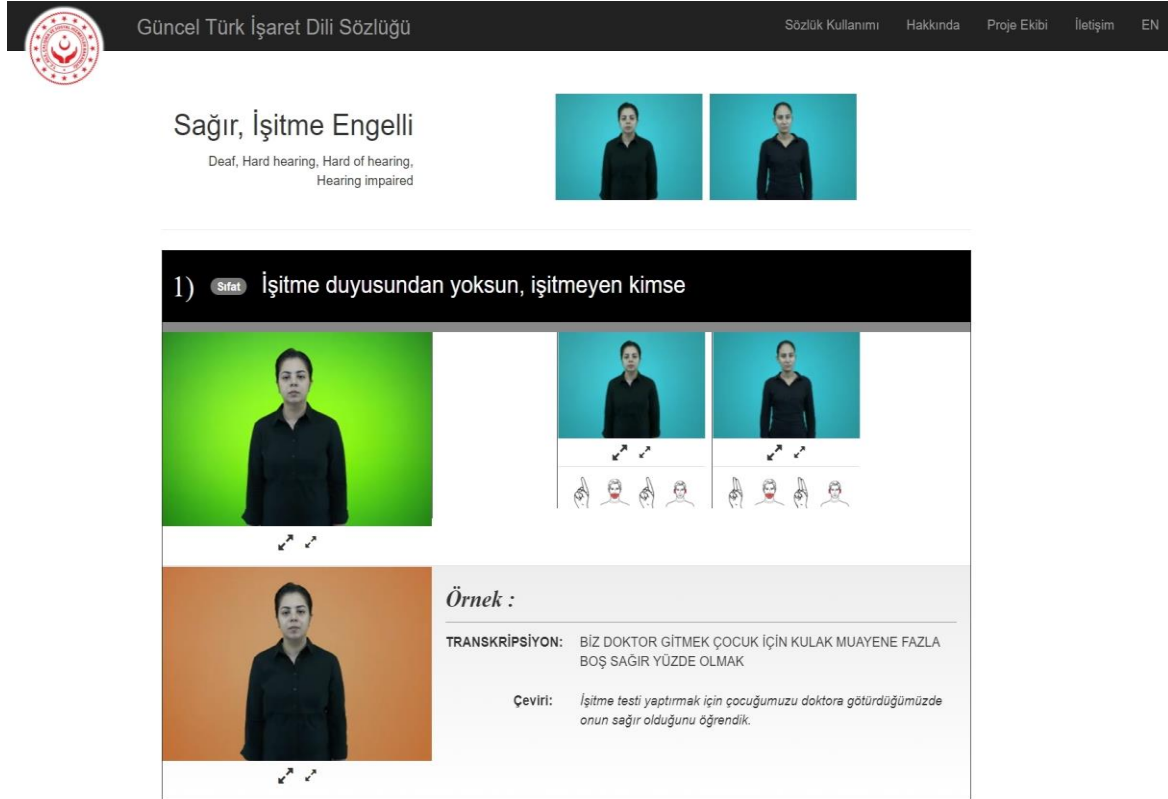 Güncel Türk İşaret Dili Sözlüğü
Sözlük Kullanımı Hakkında Proje Ekibi İletişim EN
Sağır, İşitme Engelli
Deaf, Hard hearing, Hard of hearing,
Hearing impaired
1) Sıfat İşitme duyusundan yoksun, işitmeyen kimse
Örnek :
TRANSKRİPSİYON: BİZ DOKTOR GİTMEK ÇOCUK İÇİN KULAK MUAYENE FAZLA
BOŞ SAĞIR YÜZDE OLMAK
Çeviri: İşitme testi yaptırmak için çocuğumuzu doktora götürdüğümüzde
onun sağır olduğunu öğrendik.